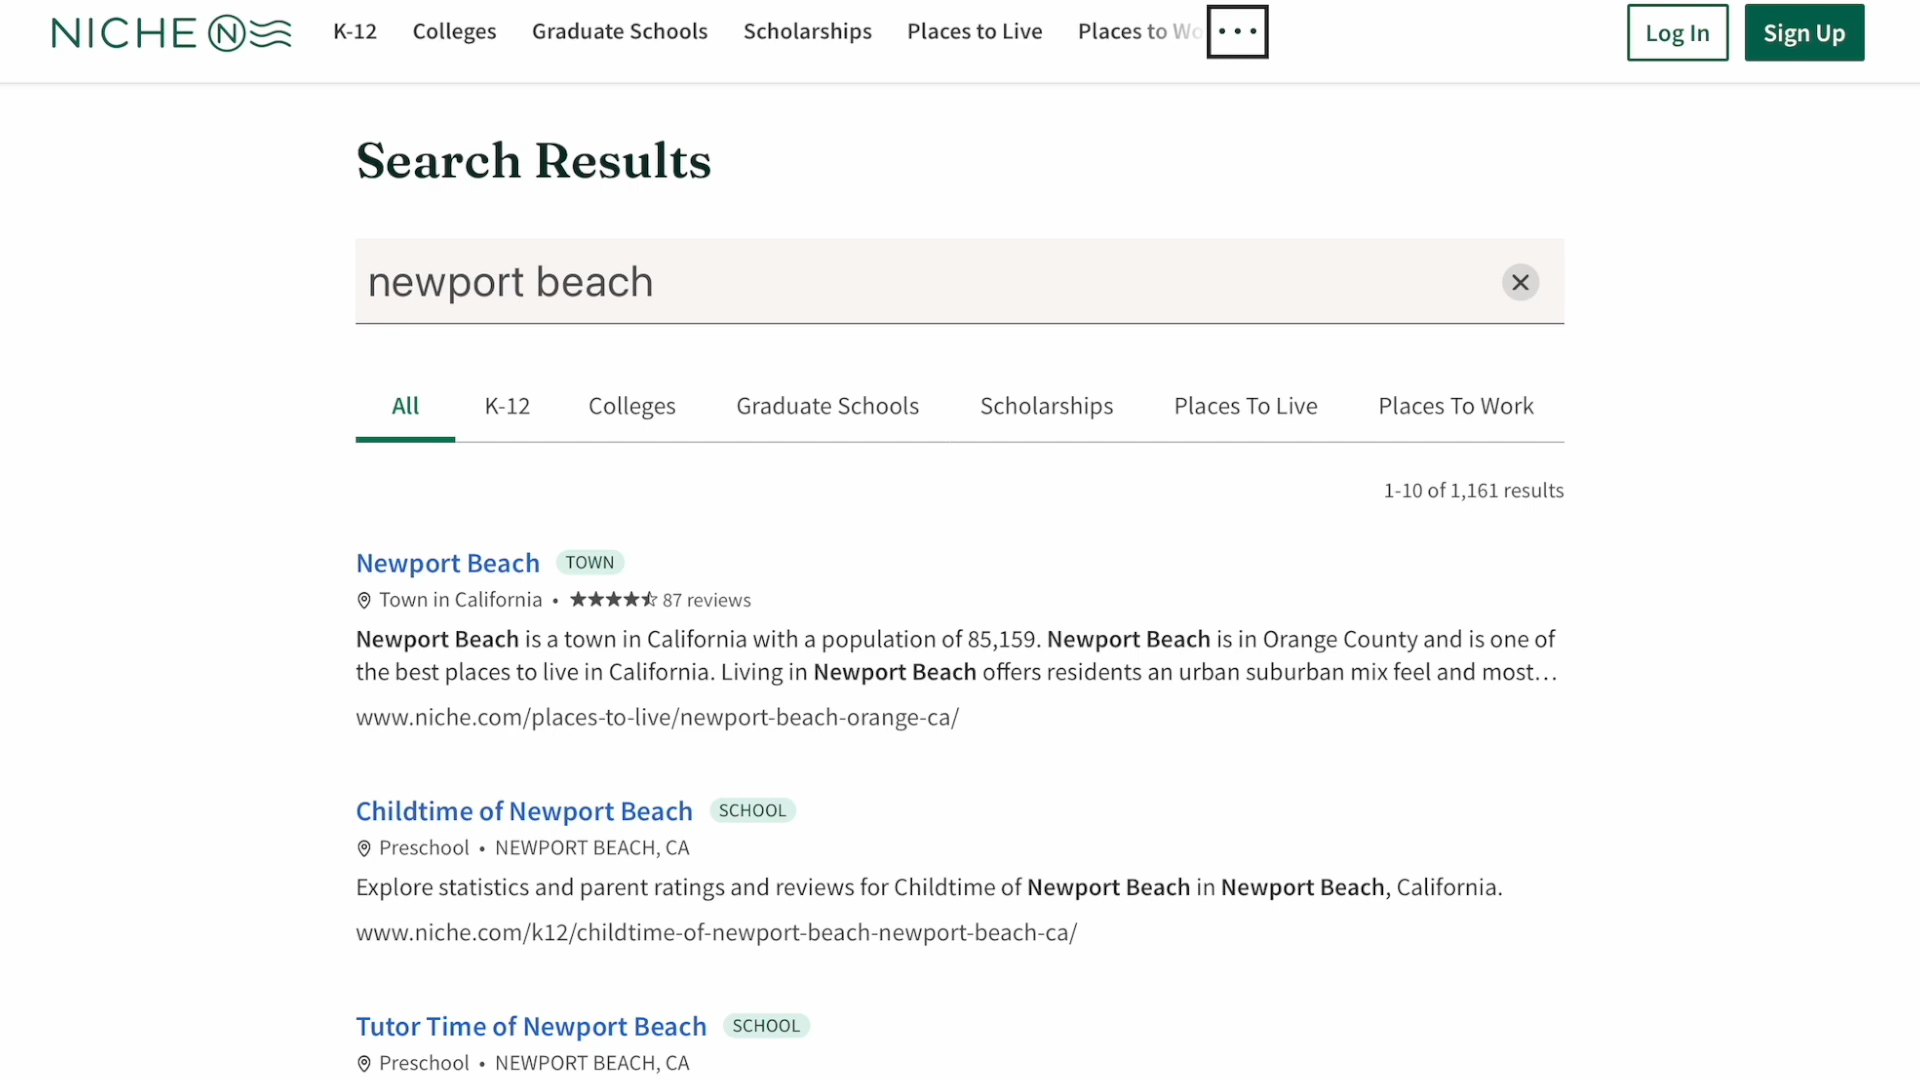 NICHE N K-12 Colleges Graduate Schools Scholarships Places to Live Places to Wo ••• Log In Sign Up
Search Results
newport beach
All K-12 Colleges Graduate Schools Scholarships Places To Live Places To Work
1-10 of 1,161 results
Newport Beach TOWN
Town in California • 87 reviews
Newport Beach is a town in California with a population of 85,159. Newport Beach is in Orange County and is one of
the best places to live in California. Living in Newport Beach offers residents an urban suburban mix feel and most…
www.niche.com/places-to-live/newport-beach-orange-ca/
Childtime of Newport Beach SCHOOL
Preschool • NEWPORT BEACH, CA
Explore statistics and parent ratings and reviews for Childtime of Newport Beach in Newport Beach, California.
www.niche.com/k12/childtime-of-newport-beach-newport-beach-ca/
Tutor Time of Newport Beach SCHOOL
Preschool • NEWPORT BEACH, CA